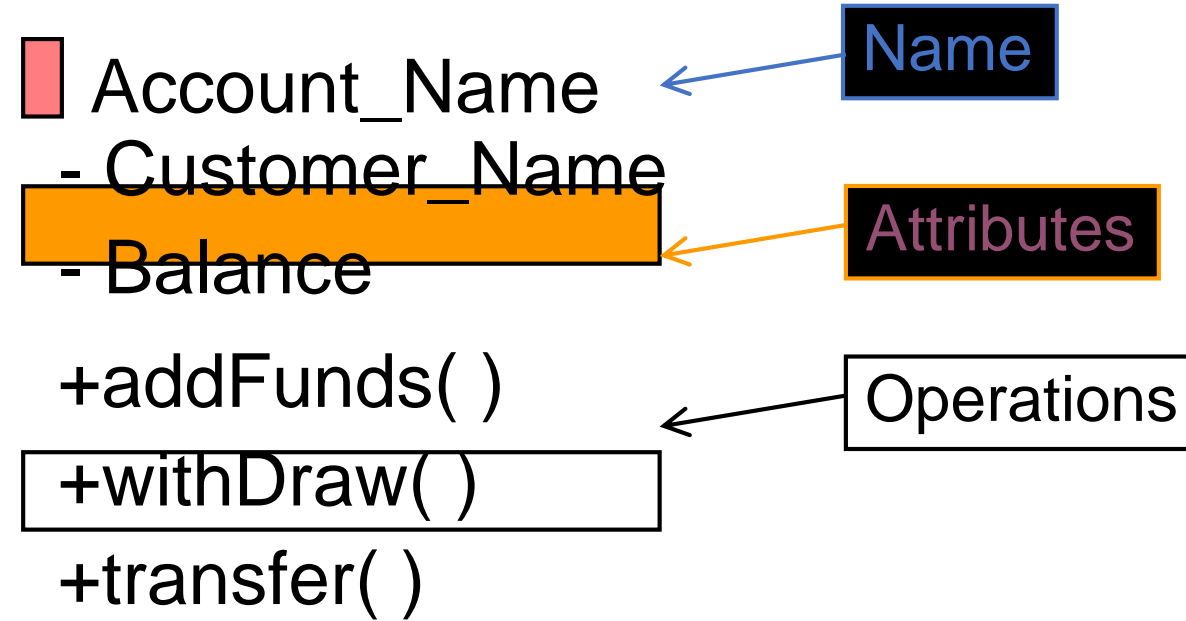 Account_Name
Name
- Customer_Name
Attributes
- Balance
+addFunds( )
Operations
+withDraw( )
+transfer( )